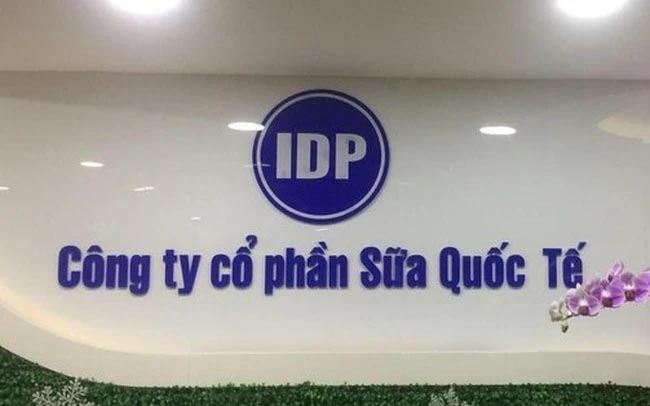 IDP
Công ty cổ phần Sữa Quốc Tế